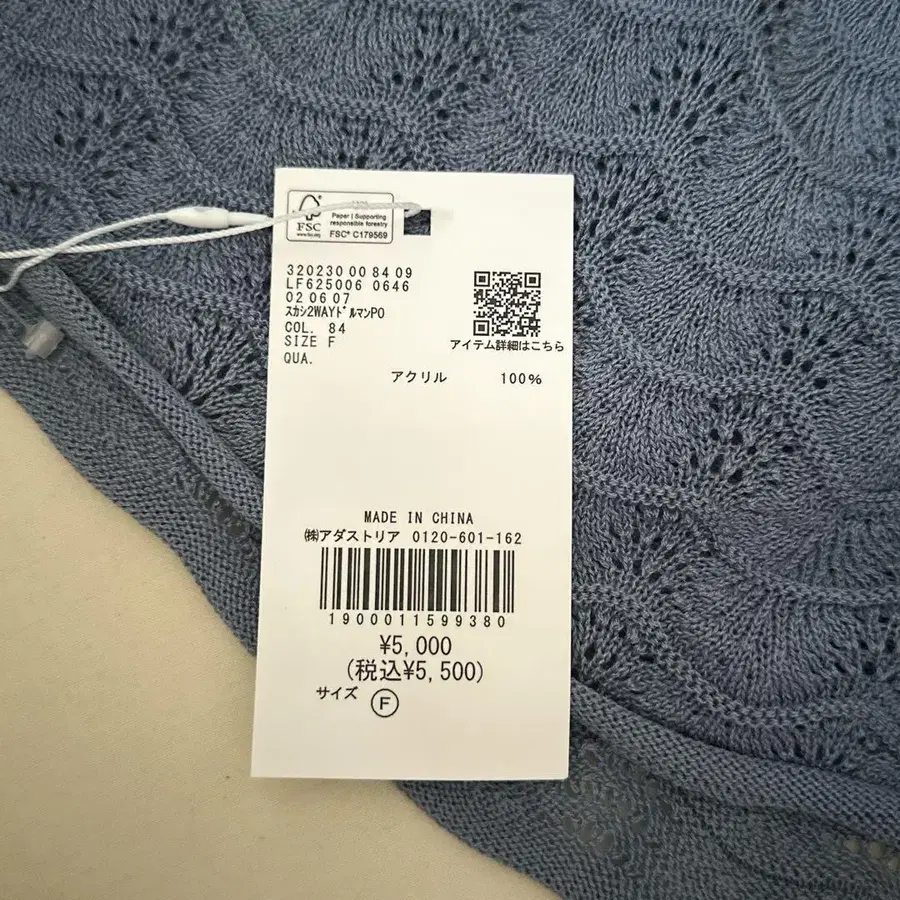 FSC
www.fsc.org
Paper | Supporting
responsible forestry
FSC® C179569
320230 00 84 09
LF625006 0646
02 06 07
ｽｶｼ2WAYﾄﾞﾙﾏﾝPO
COL. 84
SIZE F
QUA.
アイテム詳細はこちら
アクリル 100%
MADE IN CHINA
㈱アダストリア 0120-601-162
1900011599380
¥5,000
(税込¥5,500)
サイズ F